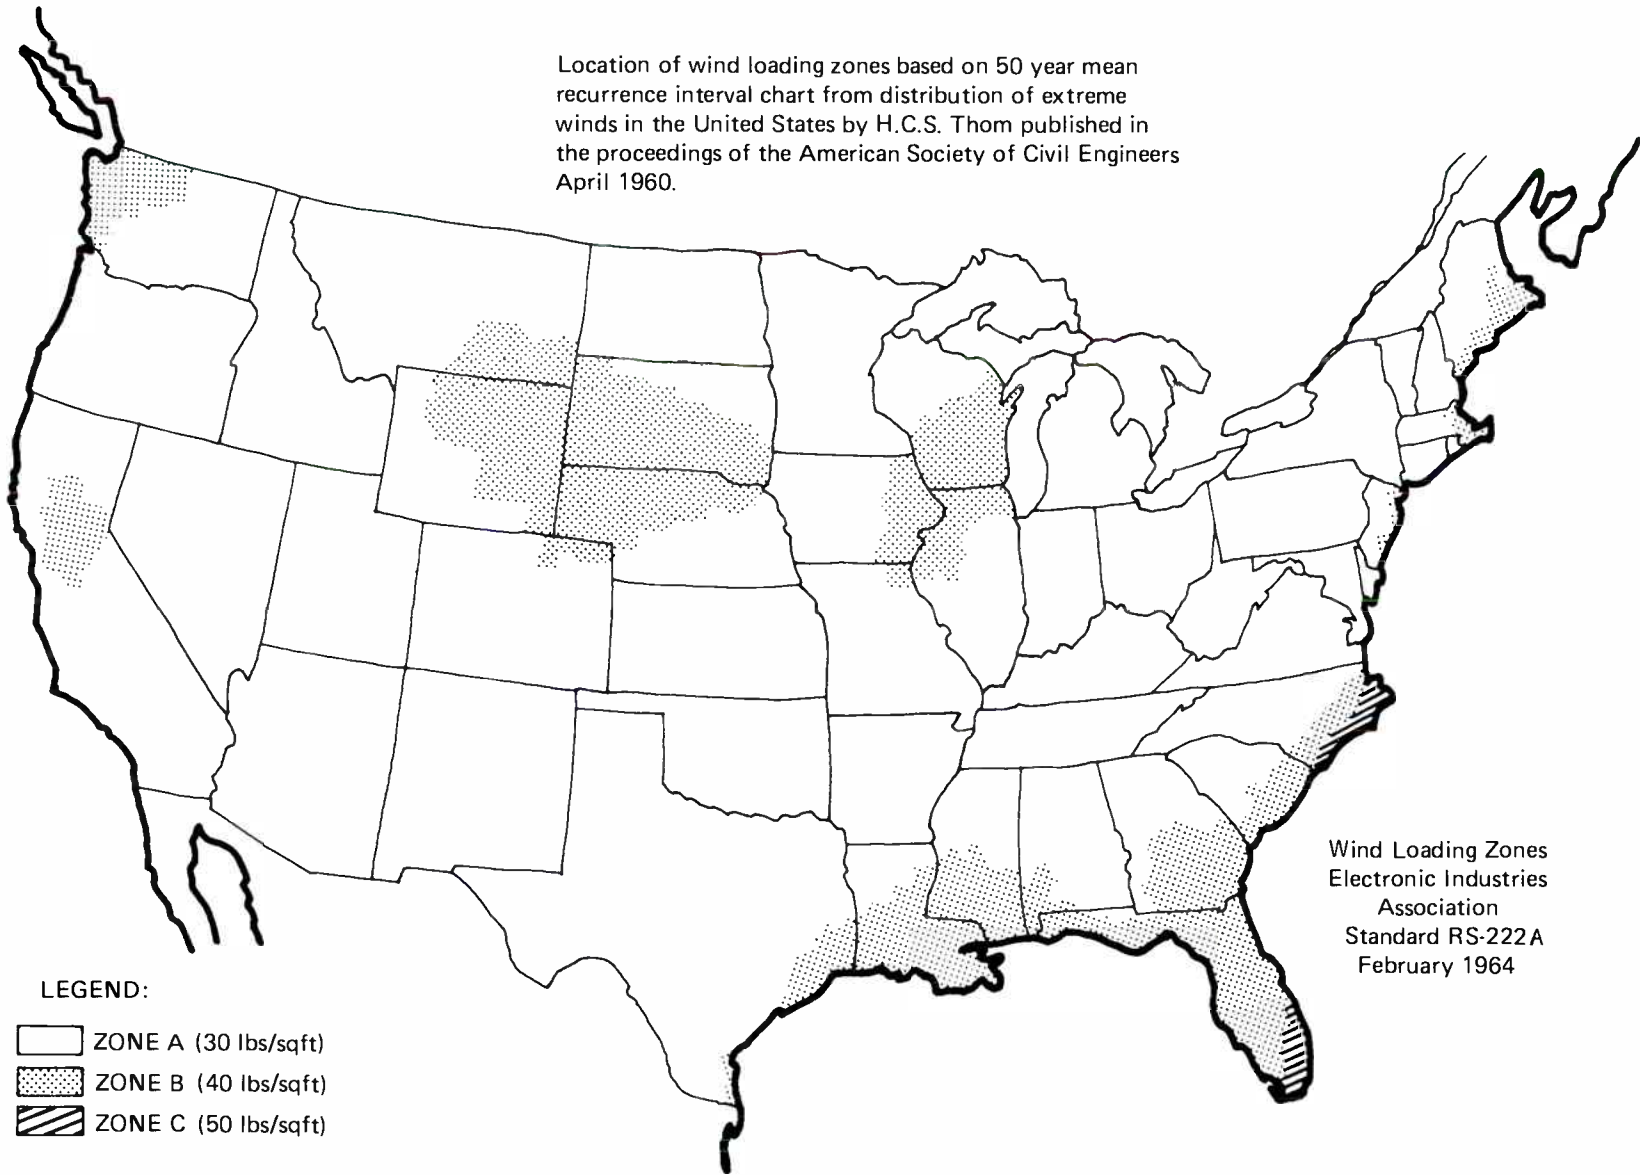 Location of wind loading zones based on 50 year mean
recurrence interval chart from distribution of extreme
winds in the United States by H.C.S. Thom published in
the proceedings of the American Society of Civil Engineers
April 1960.
Wind Loading Zones
Electronic Industries
Association
Standard RS-222A
February 1964
LEGEND:
ZONE A (30 lbs/sqft)
ZONE B (40 lbs/sqft)
ZONE C (50 lbs/sqft)